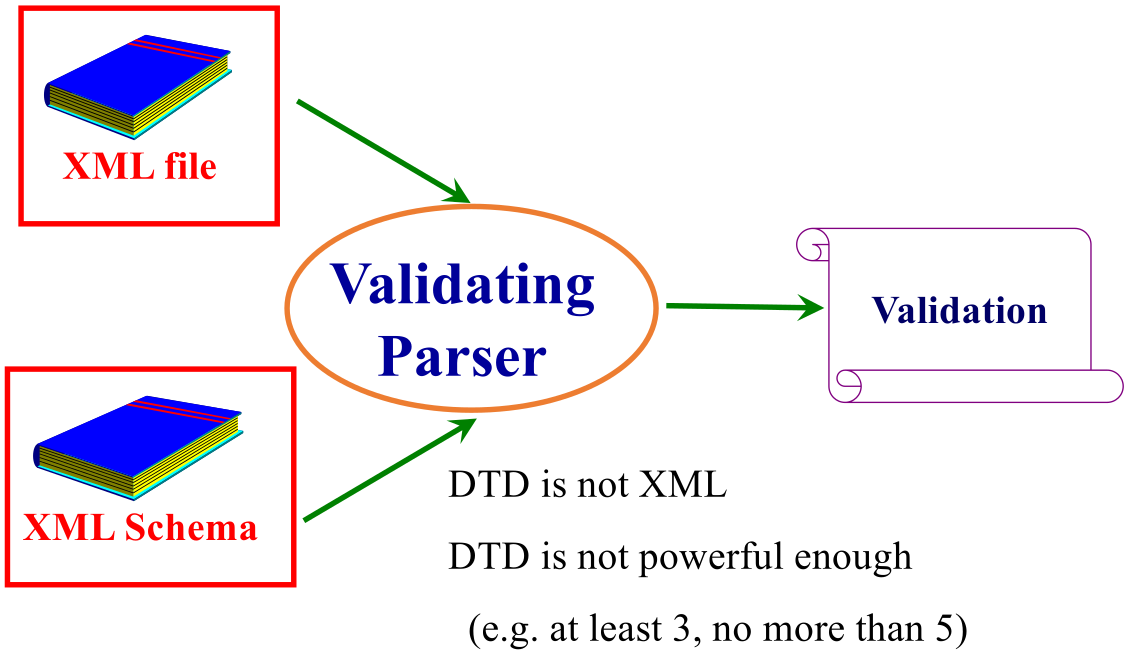 XML file
Validating
Parser
Validation
XML Schema
DTD is not XML
DTD is not powerful enough
(e.g. at least 3, no more than 5)